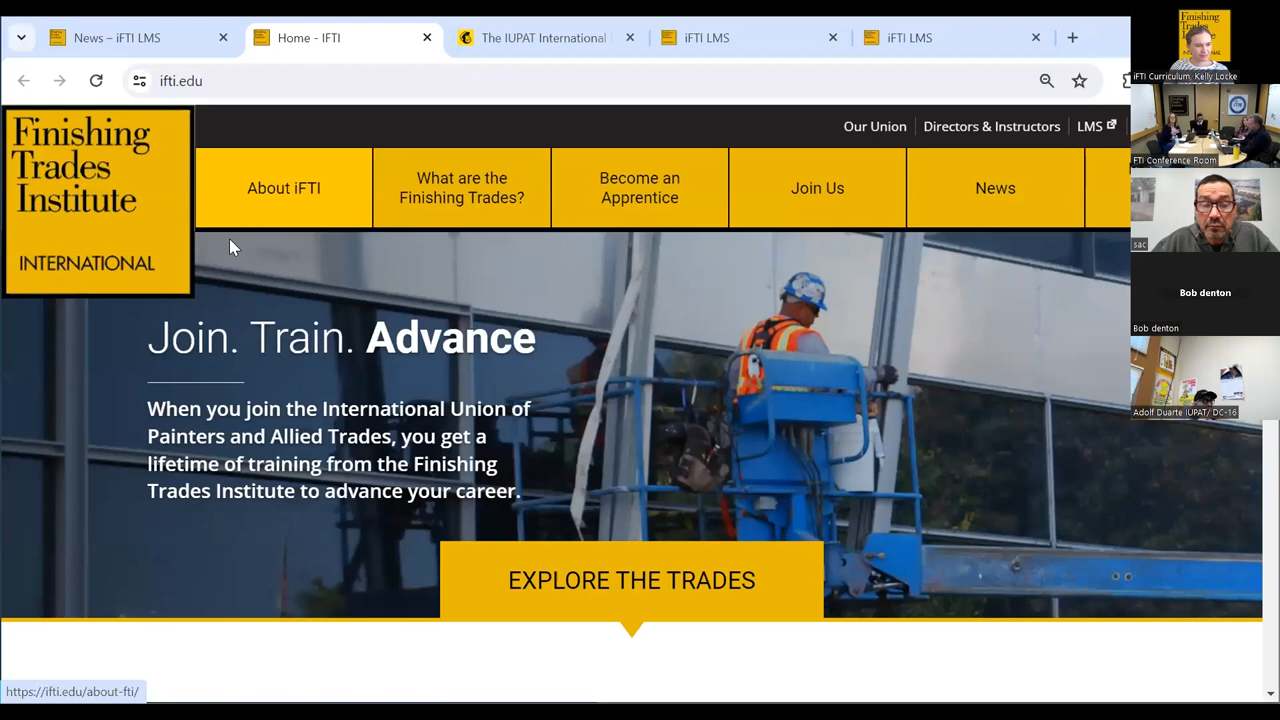 News – iFTI LMS
Home - IFTI
The IUPAT International
iFTI LMS
iFTI LMS
ifti.edu
Finishing
Trades
Institute
INTERNATIONAL
Our Union
Directors & Instructors
LMS
About iFTI
What are the
Finishing Trades?
Become an
Apprentice
Join Us
News
Join. Train. Advance
When you join the International Union of
Painters and Allied Trades, you get a
lifetime of training from the Finishing
Trades Institute to advance your career.
EXPLORE THE TRADES
https://ifti.edu/about-fti/
Finishing
Trades
iFTI Curriculum, Kelly Locke
FTI Conference Room
sac
Bob denton
Bob denton
Adolf Duarte IUPAT/ DC-16